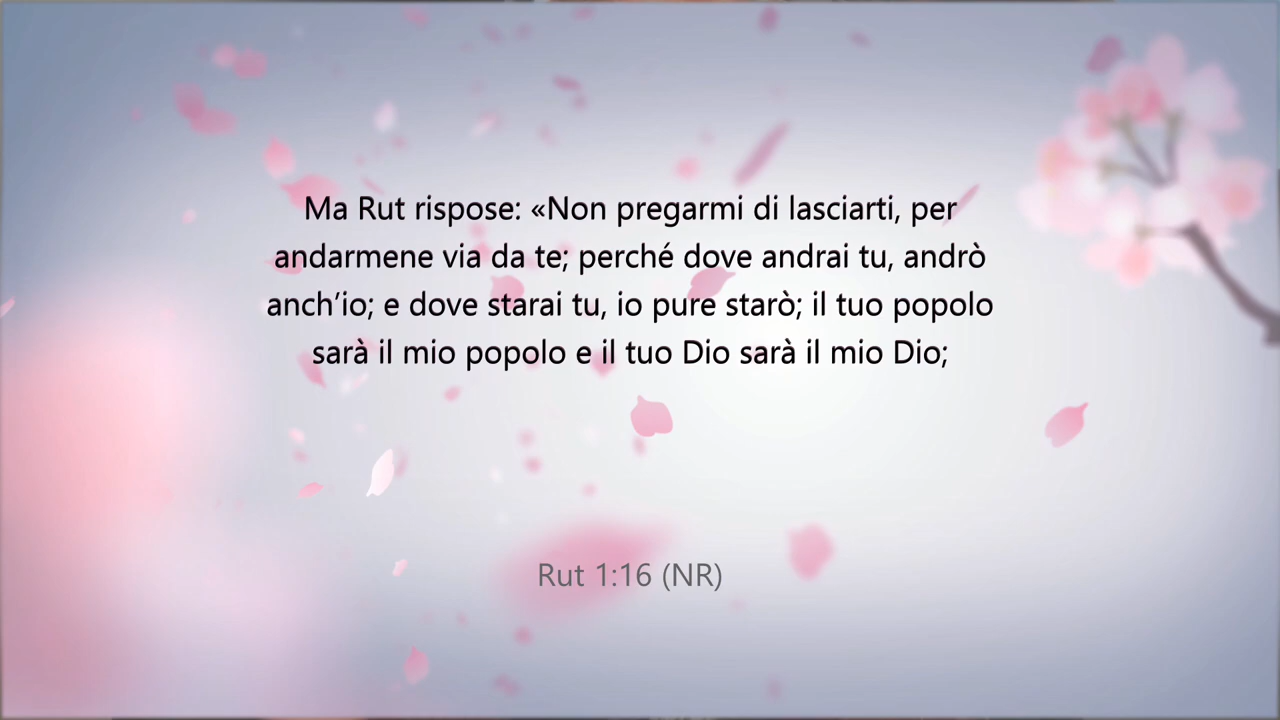 Ma Rut rispose: «Non pregarmi di lasciarti, per
andarmene via da te; perché dove andrai tu, andrò
anch’io; e dove starai tu, io pure starò; il tuo popolo
sarà il mio popolo e il tuo Dio sarà il mio Dio;
Rut 1:16 (NR)